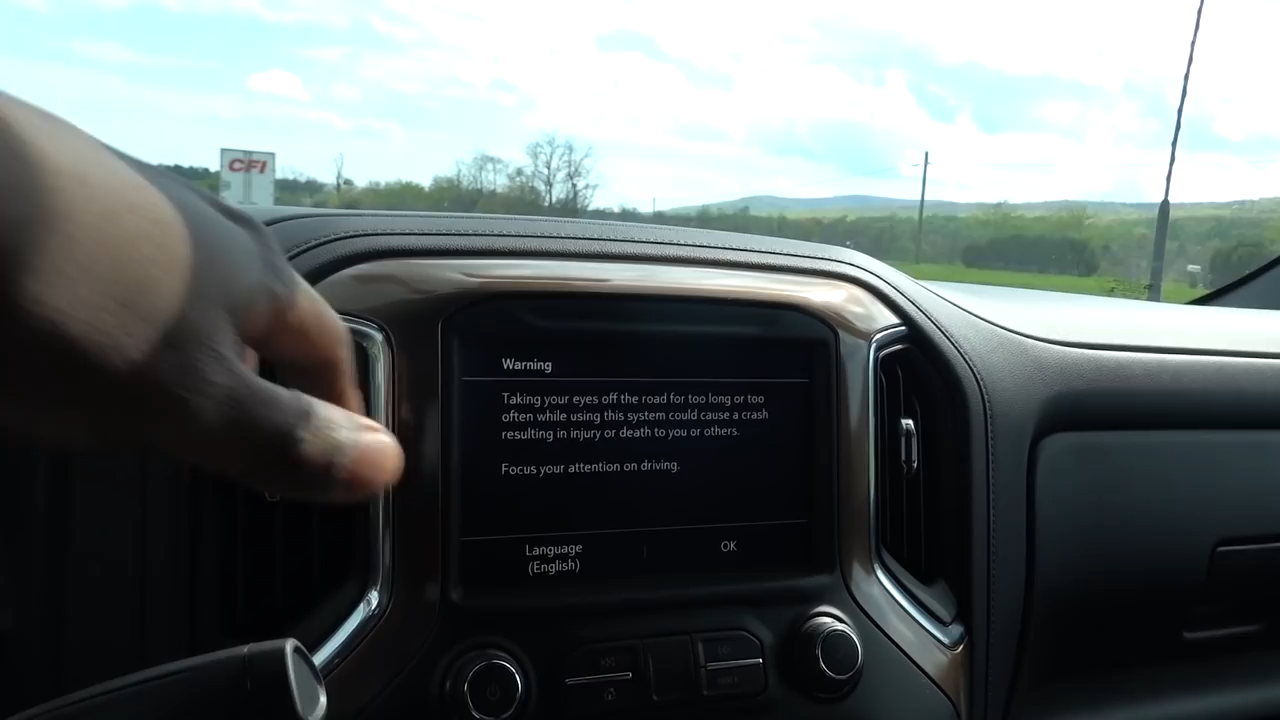 CFI
Warning
Taking your eyes off the road for too long or too
often while using this system could cause a crash
resulting in injury or death to you or others.
Focus your attention on driving.
Language
(English)
OK